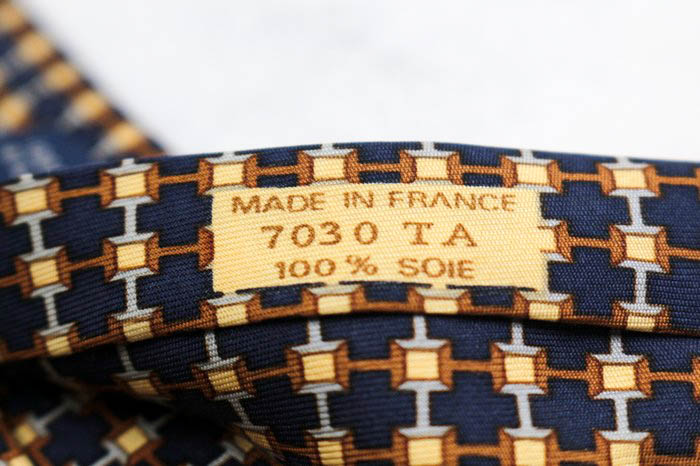 MADE IN FRANCE
7030 TA
100% SOIE